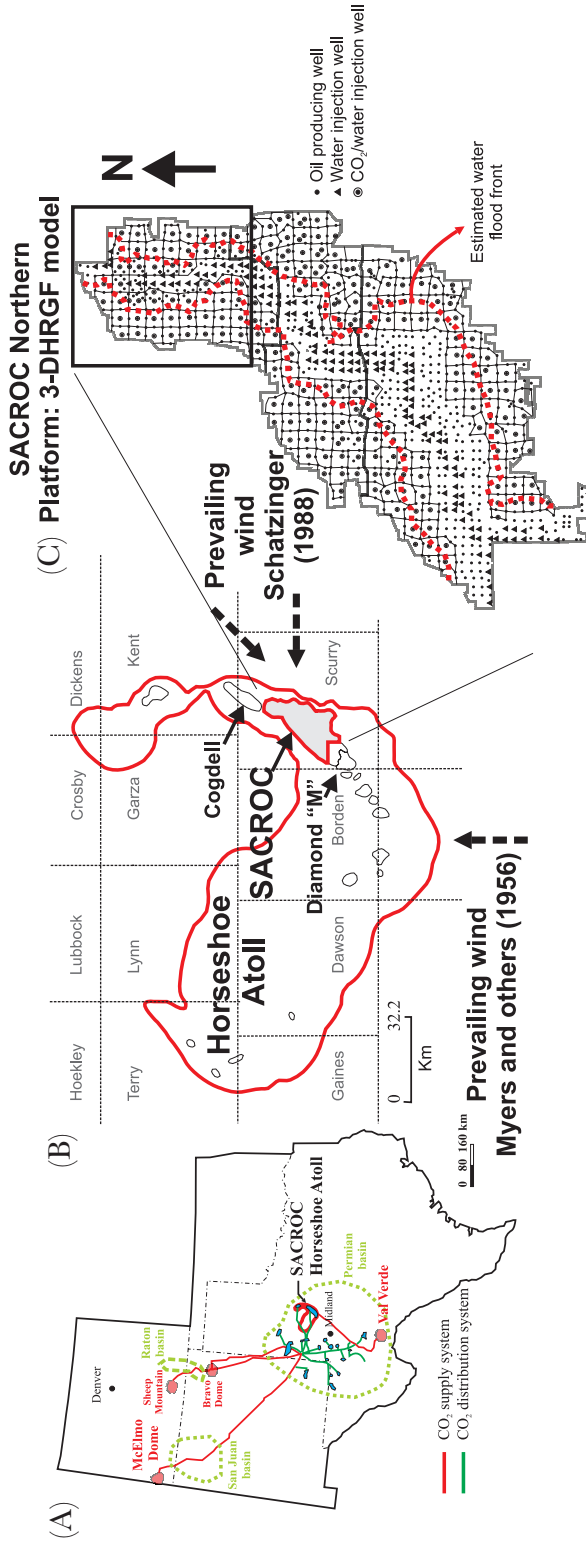 (A)
Denver
McElmo
Dome
Sheep
Mountain
Raton
basin
Bravo
Dome
San Juan
basin
SACROC
Horseshoe Atoll
Midland
Permian
basin
Val Verde
CO₂ supply system
CO₂ distribution system
0 80 160 km
(B)
Hoekley
Lubbock
Crosby
Dickens
Terry
Lynn
Garza
Kent
Horseshoe
Atoll
Cogdell
SACROC
Diamond “M”
Gaines
Dawson
Borden
Scurry
0 32.2
Km
Prevailing wind
Myers and others (1956)
Prevailing
wind
Schatzinger
(1988)
(C)
SACROC Northern
Platform: 3-DHRGF model
N
Oil producing well
Water injection well
CO₂/water injection well
Estimated water
flood front